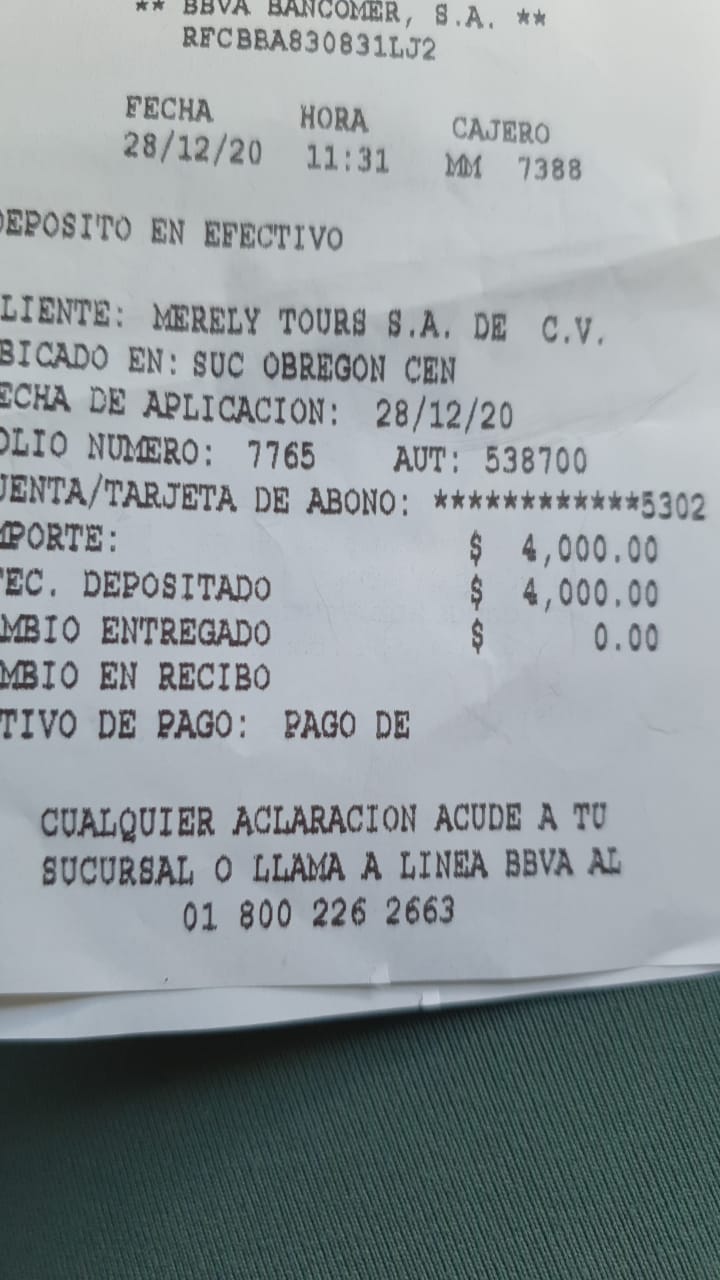 ** BBVA BANCOMER, S.A. **
RFCBBA830831LJ2
FECHA HORA CAJERO
28/12/20 11:31 MM 7388
DEPOSITO EN EFECTIVO
LIENTE: MERELY TOURS S.A. DE C.V.
BICADO EN: SUC OBREGON CEN
ECHA DE APLICACION: 28/12/20
OLIO NUMERO: 7765 AUT: 538700
UENTA/TARJETA DE ABONO: ************5302
MPORTE: $ 4,000.00
EC. DEPOSITADO $ 4,000.00
MBIO ENTREGADO $ 0.00
MBIO EN RECIBO
TIVO DE PAGO: PAGO DE
CUALQUIER ACLARACION ACUDE A TU
SUCURSAL O LLAMA A LINEA BBVA AL
01 800 226 2663